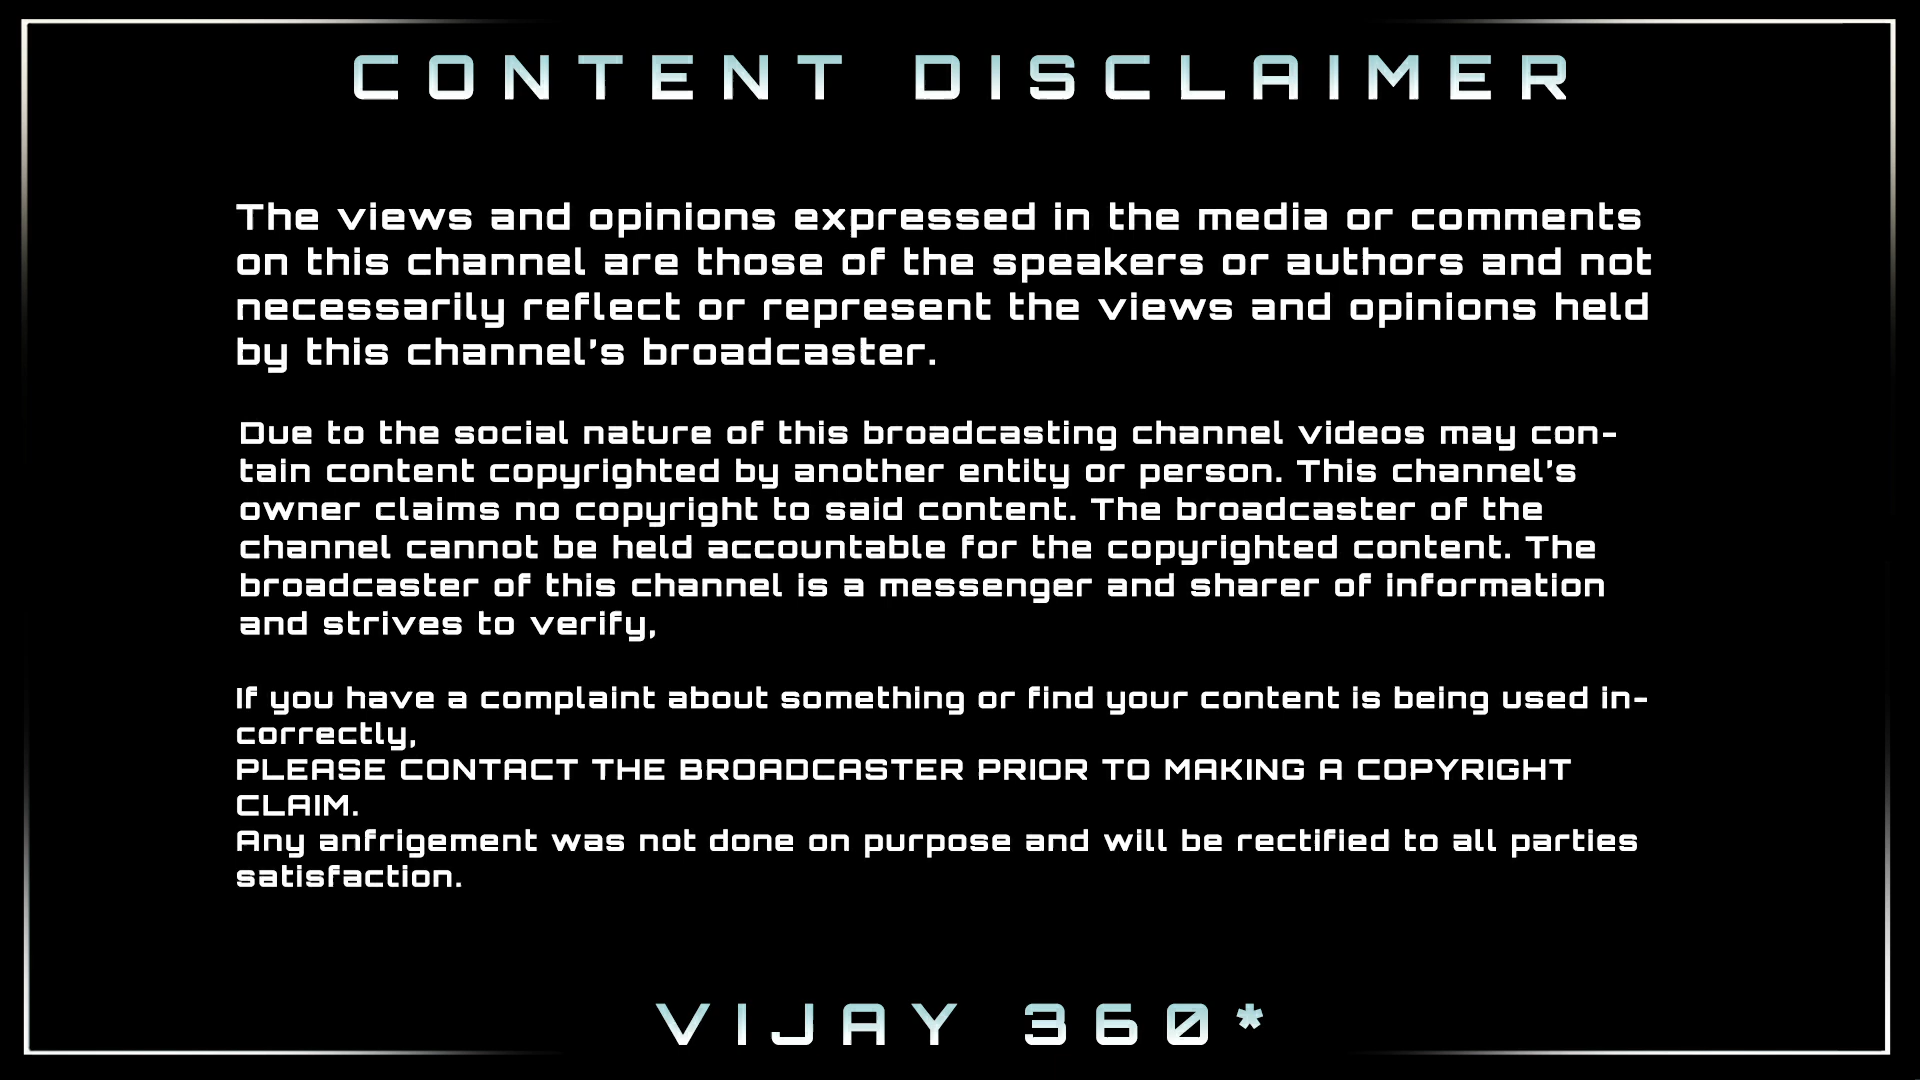 CONTENT DISCLAIMER
The views and opinions expressed in the media or comments
on this channel are those of the speakers or authors and not
necessarily reflect or represent the views and opinions held
by this channel's broadcaster.
Due to the social nature of this broadcasting channel videos may con-
tain content copyrighted by another entity or person. This channel's
owner claims no copyright to said content. The broadcaster of the
channel cannot be held accountable for the copyrighted content. The
broadcaster of this channel is a messenger and sharer of information
and strives to verify,
If you have a complaint about something or find your content is being used in-
correctly,
PLEASE CONTACT THE BROADCASTER PRIOR TO MAKING A COPYRIGHT
CLAIM.
Any anfrigement was not done on purpose and will be rectified to all parties
satisfaction.
VIJAY 360*